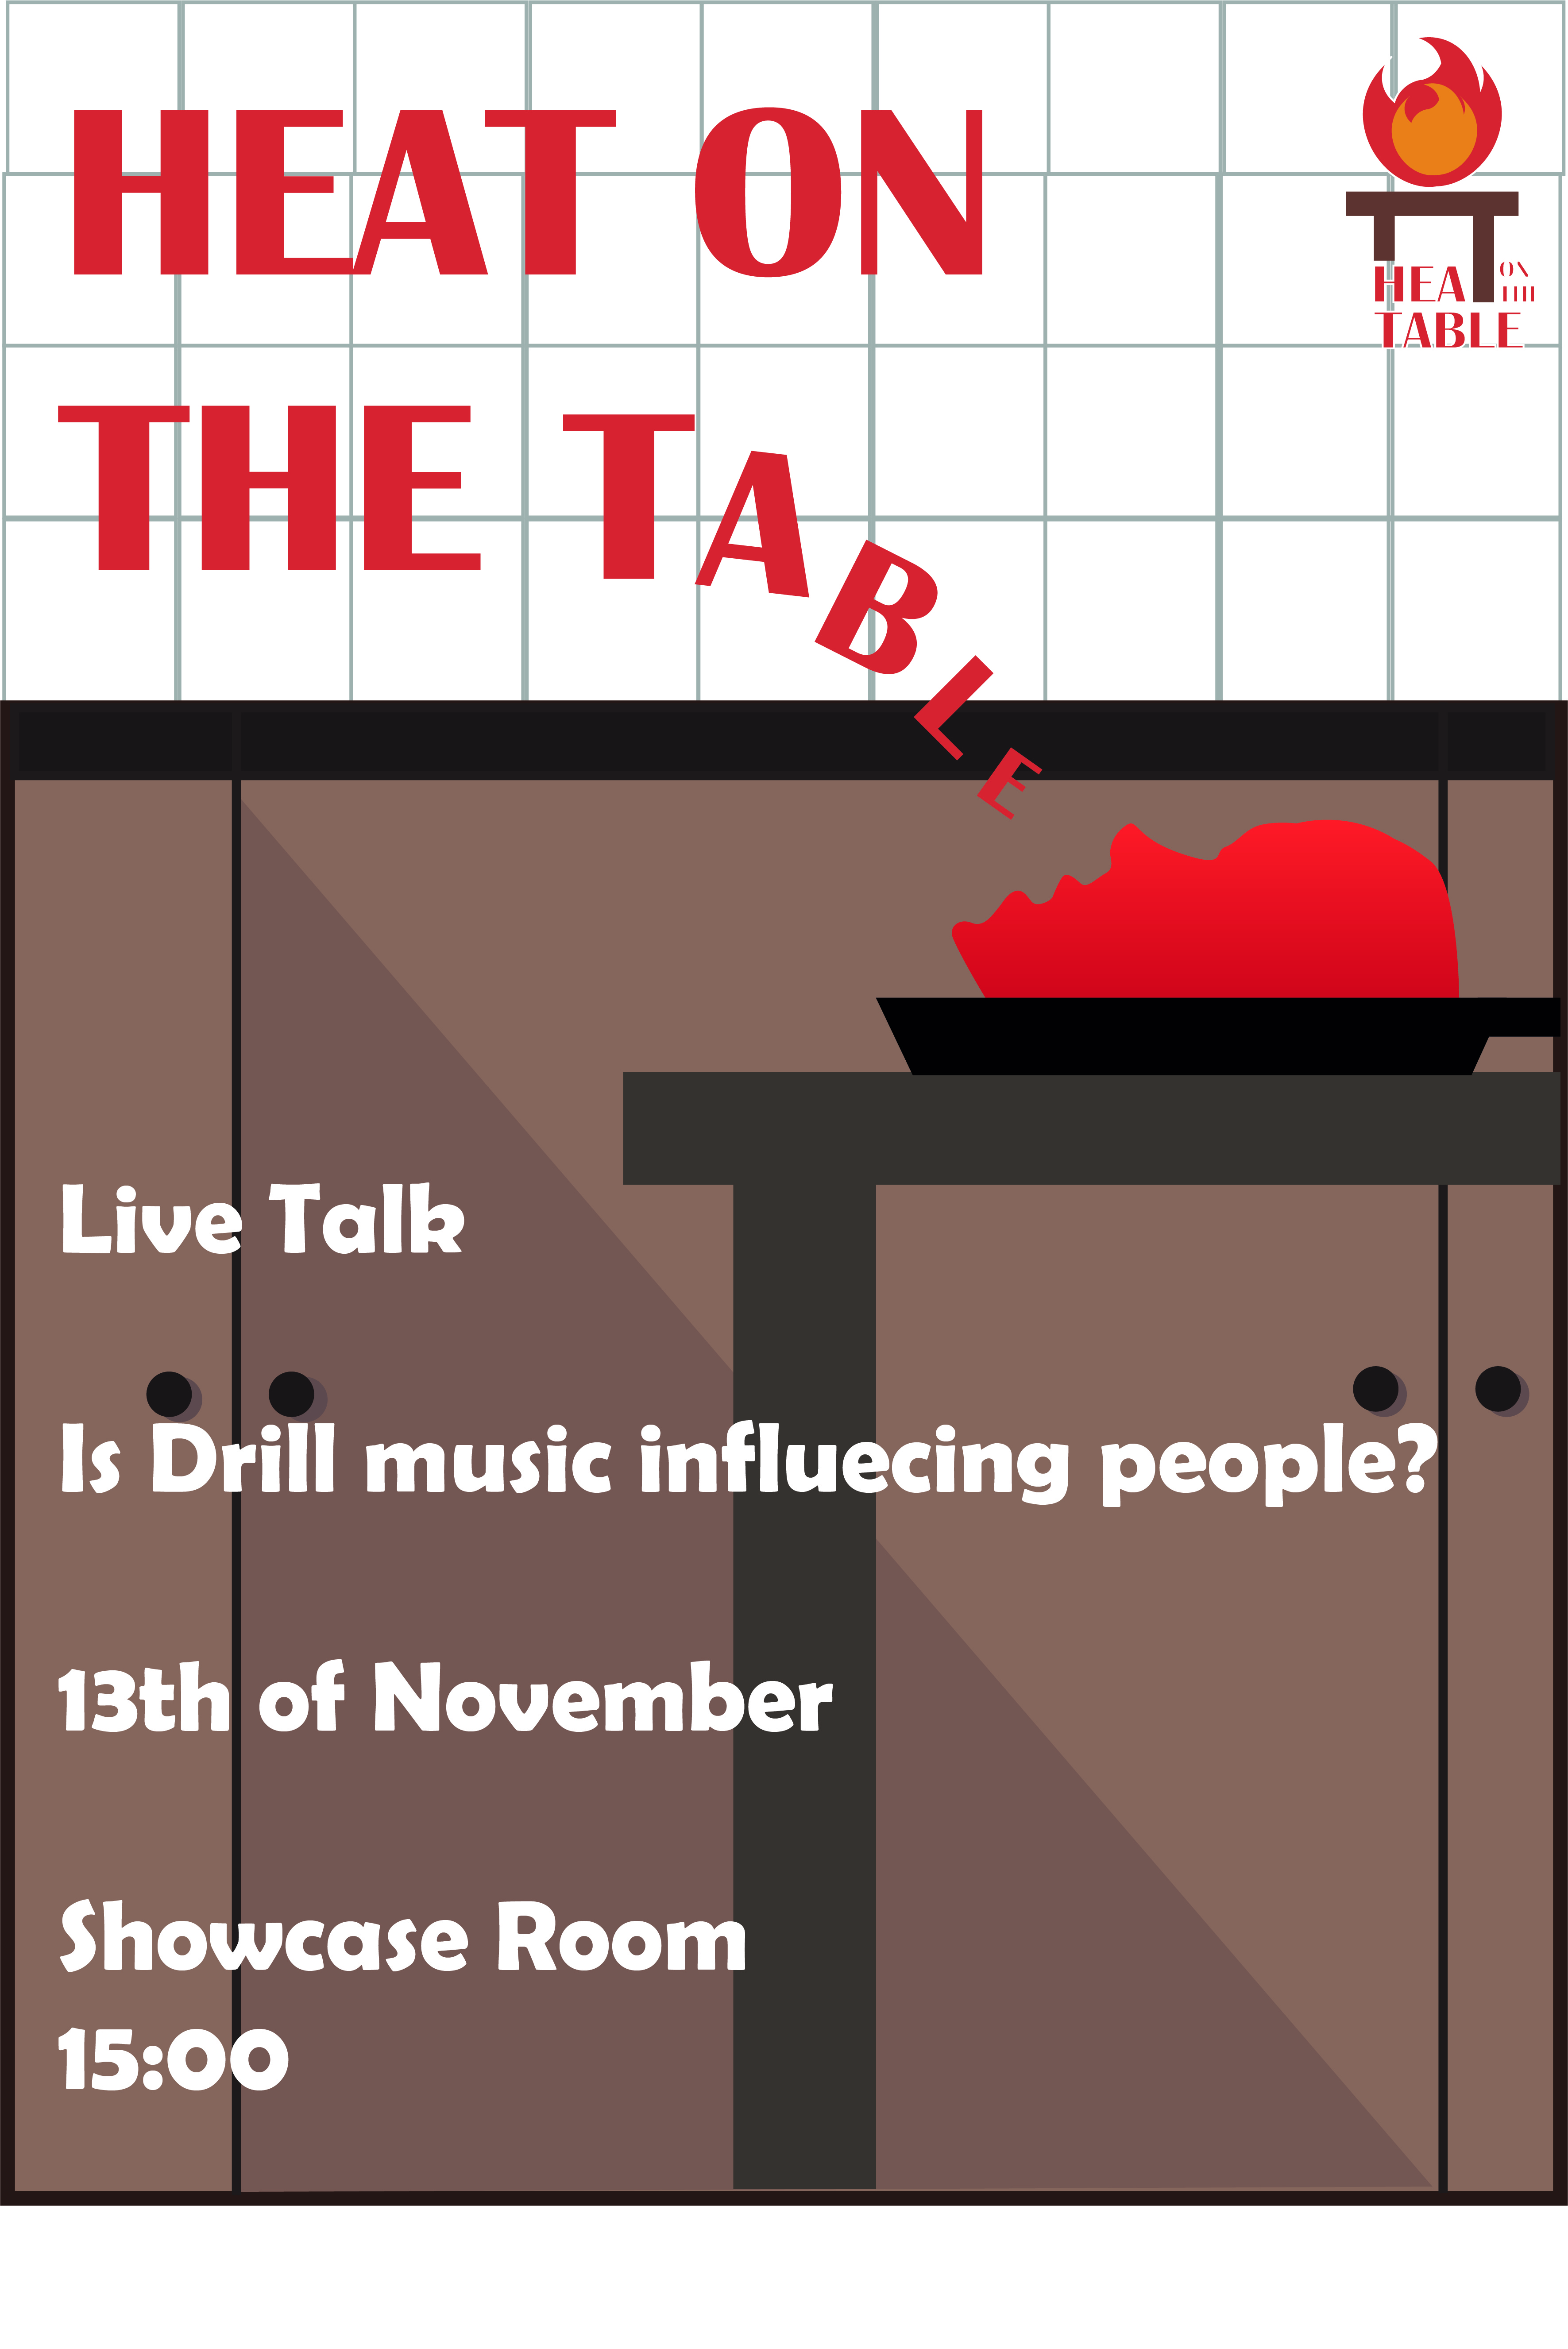 HEAT ON
THE TABLE
HEAT ON
TABLE
Live Talk
Is Drill music influecing people?
13th of November
Showcase Room
15:00